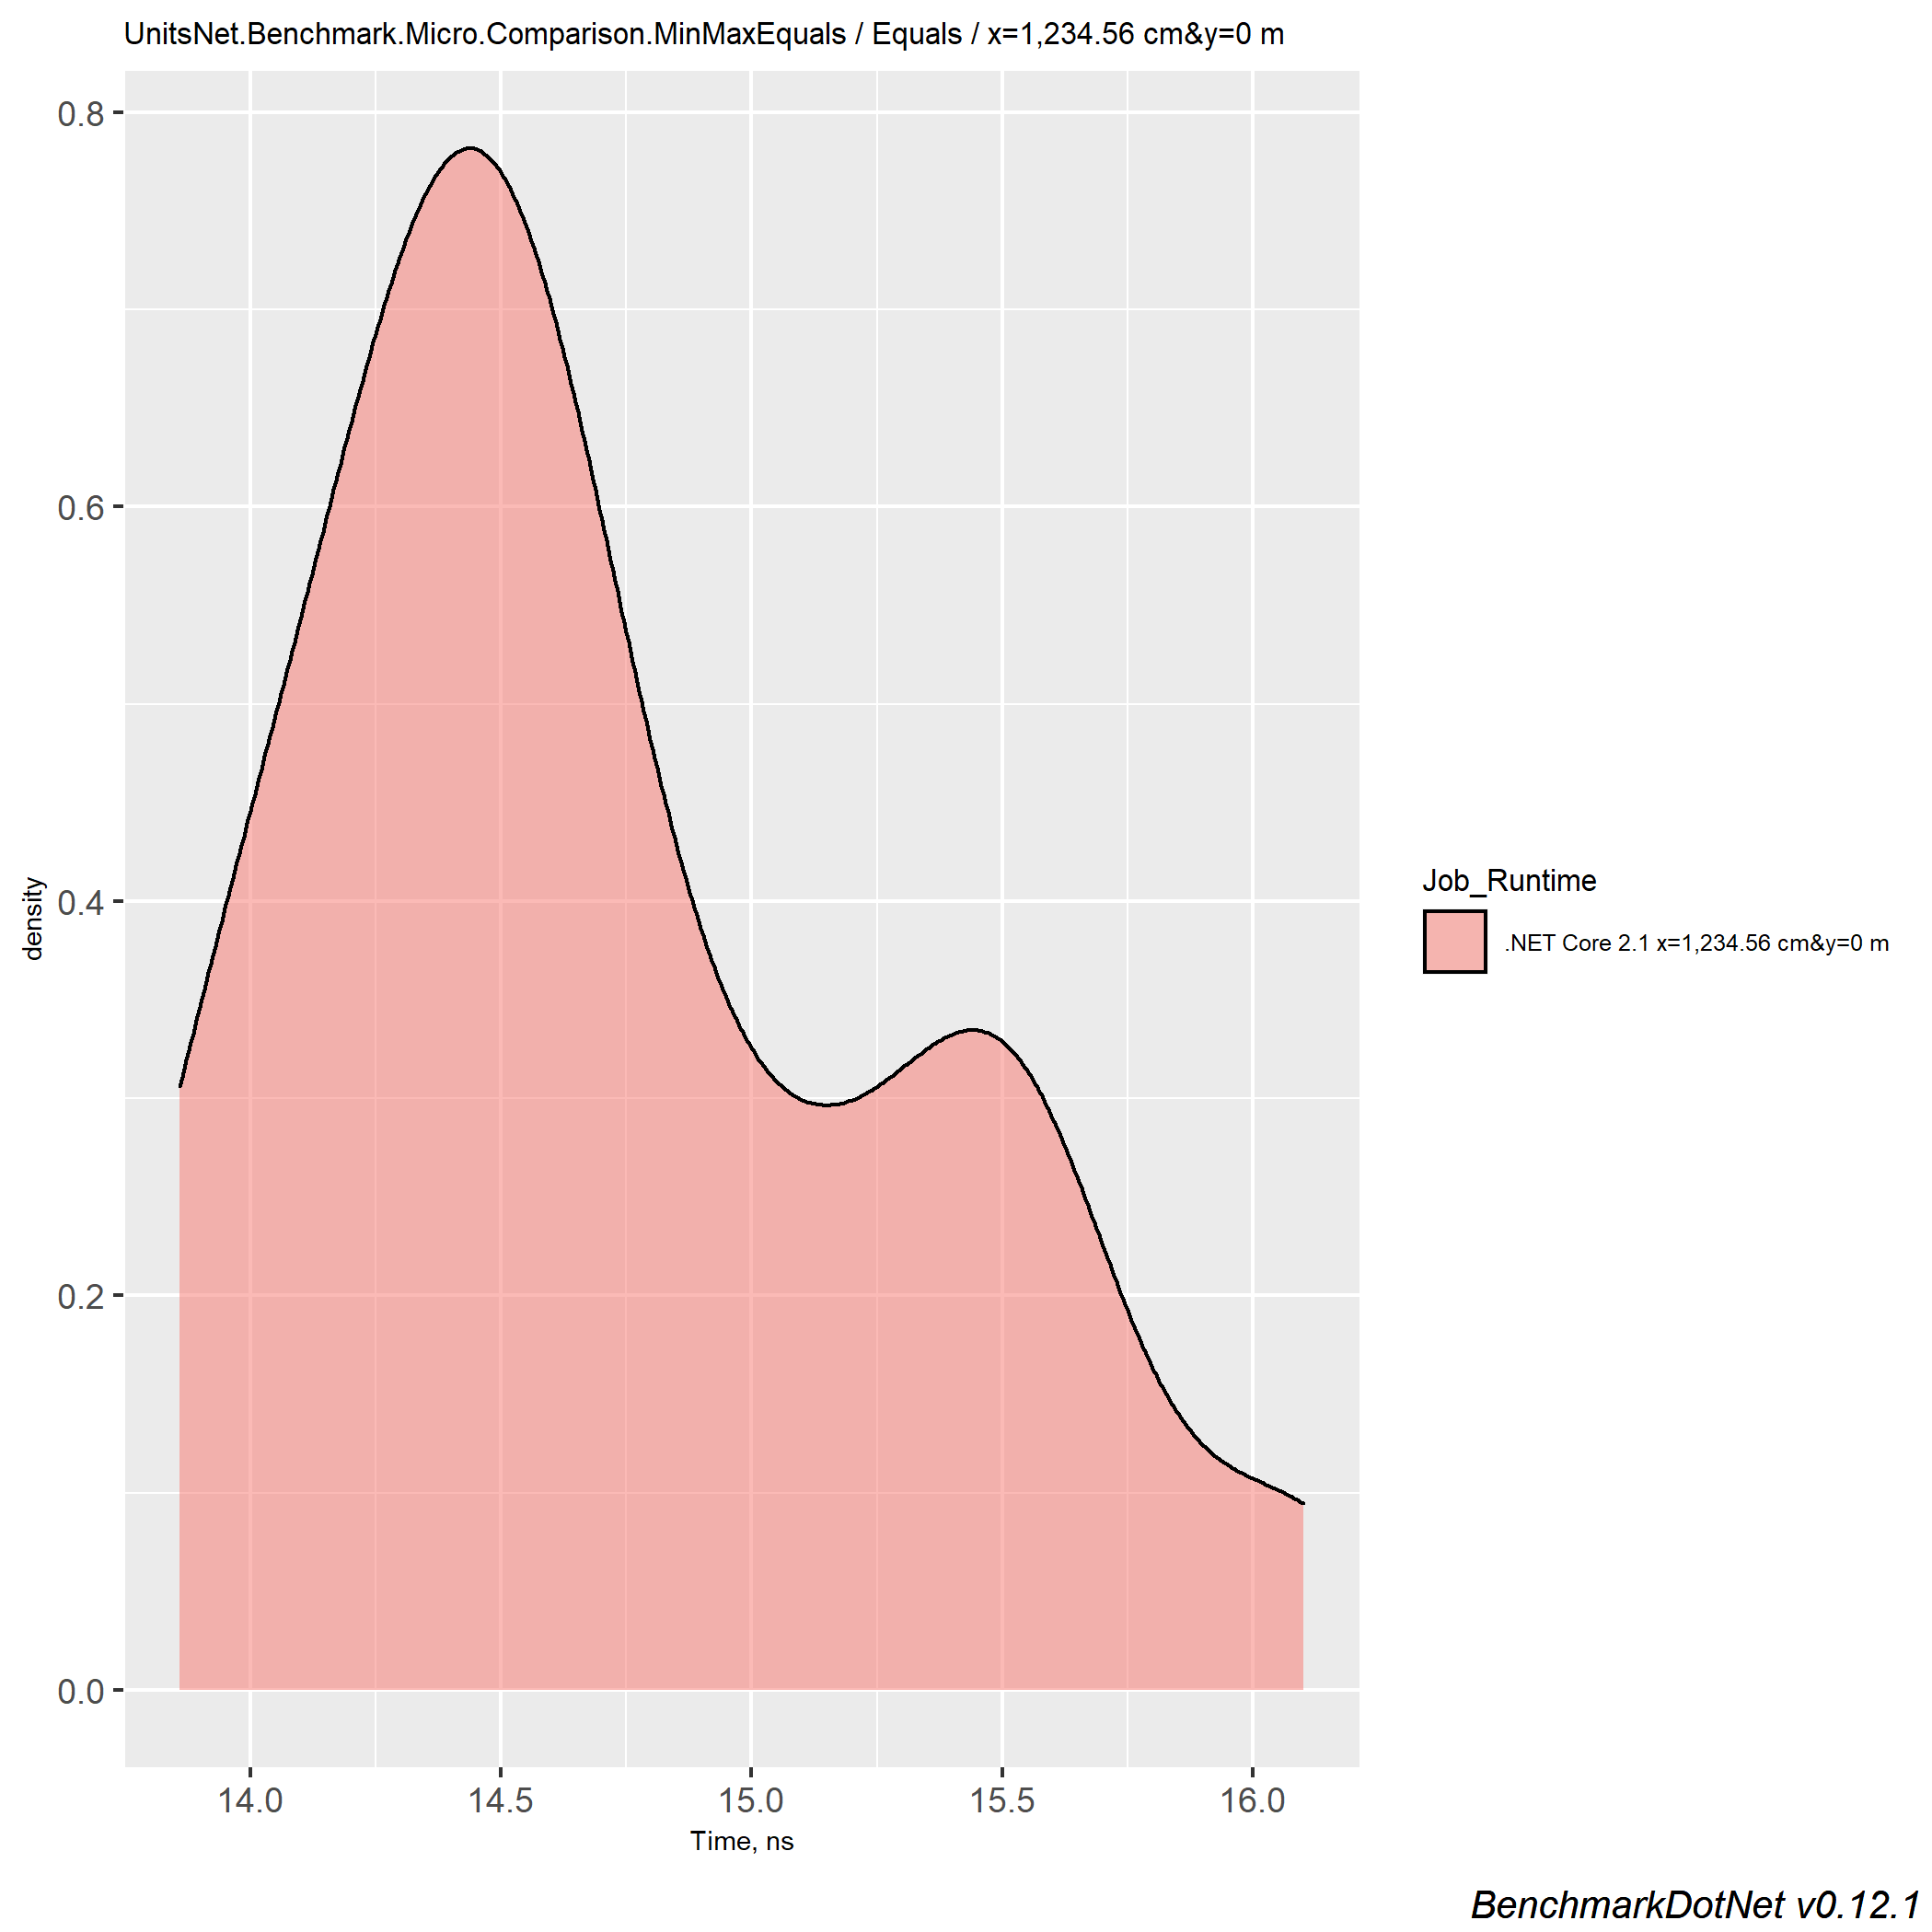 UnitsNet.Benchmark.Micro.Comparison.MinMaxEquals / Equals / x=1,234.56 cm&y=0 m
0.8
0.6
0.4
0.2
0.0
density
14.0 14.5 15.0 15.5 16.0
Time, ns
Job_Runtime
.NET Core 2.1 x=1,234.56 cm&y=0 m
BenchmarkDotNet v0.12.1